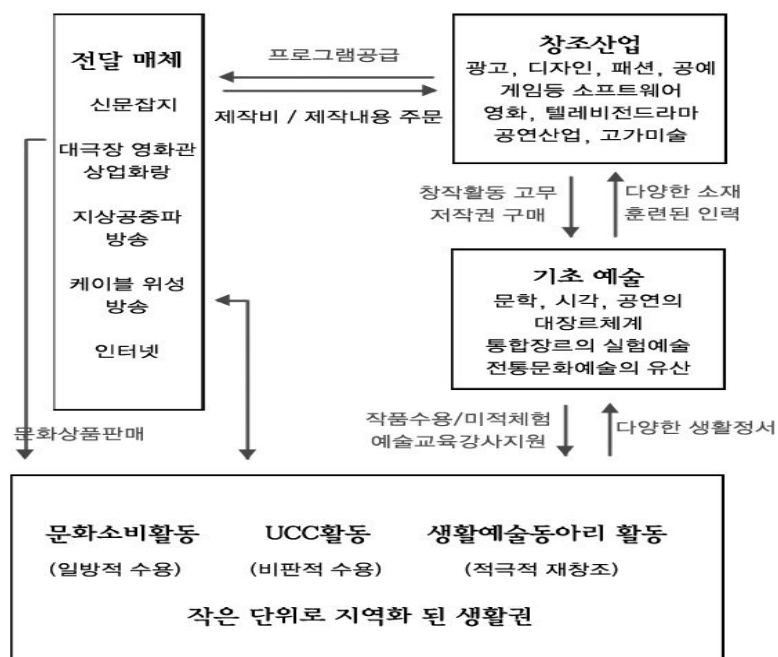 전달 매체
신문잡지
대극장 영화관
상업화랑
지상공중파
방송
케이블 위성
방송
인터넷
프로그램공급
제작비 / 제작내용 주문
창조산업
광고, 디자인, 패션, 공예
게임등 소프트웨어
영화, 텔레비전드라마
공연산업, 고가미술
창작활동 고무
저작권 구매
다양한 소재
훈련된 인력
기초 예술
문학, 시각, 공연의
대장르체계
통합장르의 실험예술
전통문화예술의 유산
문화상품판매
작품수용/미적체험
예술교육강사지원
다양한 생활정서
문화소비활동 UCC활동 생활예술동아리 활동
(일방적 수용) (비판적 수용) (적극적 재창조)
작은 단위로 지역화 된 생활권